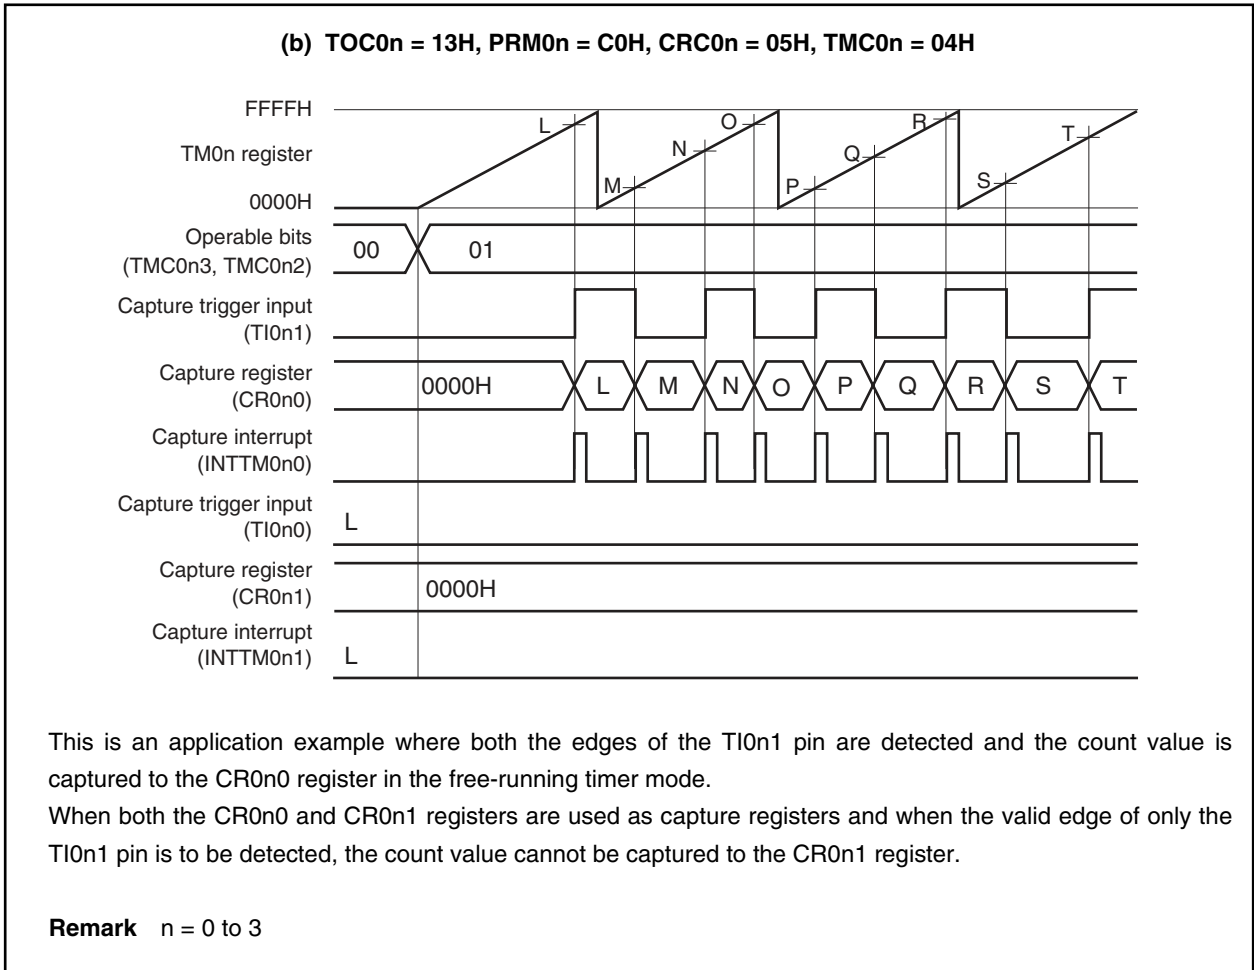 (b) TOC0n = 13H, PRM0n = C0H, CRC0n = 05H, TMC0n = 04H
FFFFH
TM0n register
0000H
L
M
N
O
P
Q
R
S
T
Operable bits
(TMC0n3, TMC0n2)
00
01
Capture trigger input
(TI0n1)
Capture register
(CR0n0)
0000H
L
M
N
O
P
Q
R
S
T
Capture interrupt
(INTTM0n0)
Capture trigger input
(TI0n0)
L
Capture register
(CR0n1)
0000H
Capture interrupt
(INTTM0n1)
L
This is an application example where both the edges of the TI0n1 pin are detected and the count value is
captured to the CR0n0 register in the free-running timer mode.
When both the CR0n0 and CR0n1 registers are used as capture registers and when the valid edge of only the
TI0n1 pin is to be detected, the count value cannot be captured to the CR0n1 register.
Remark n = 0 to 3